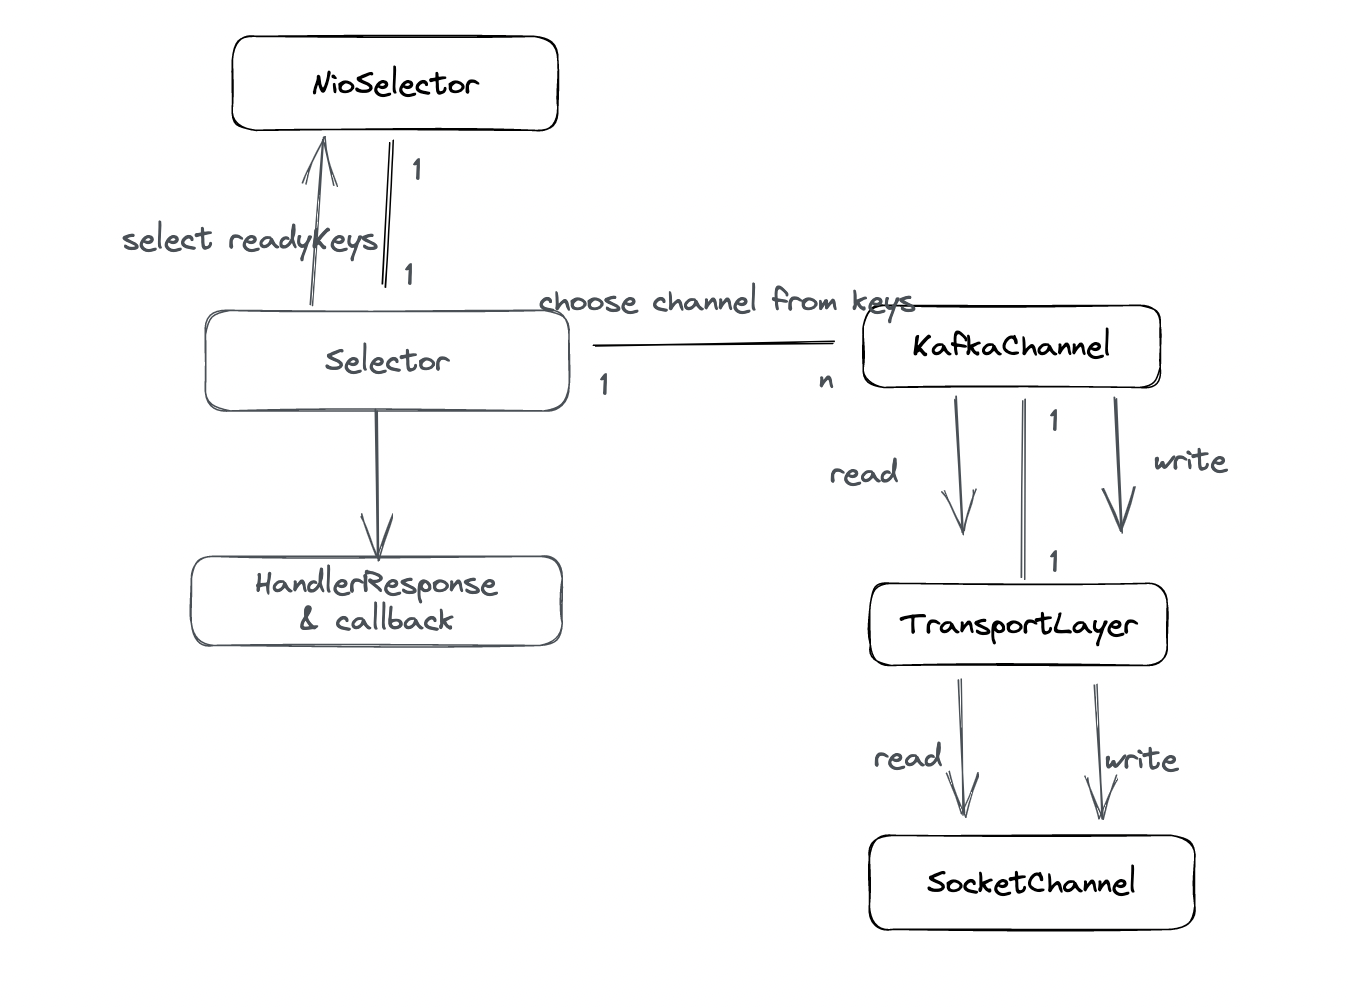 NioSelector
1
select readyKeys
1
choose channel from keys
Selector
KafkaChannel
1
n
1
read
write
1
HandlerResponse
& callback
TransportLayer
read
write
SocketChannel